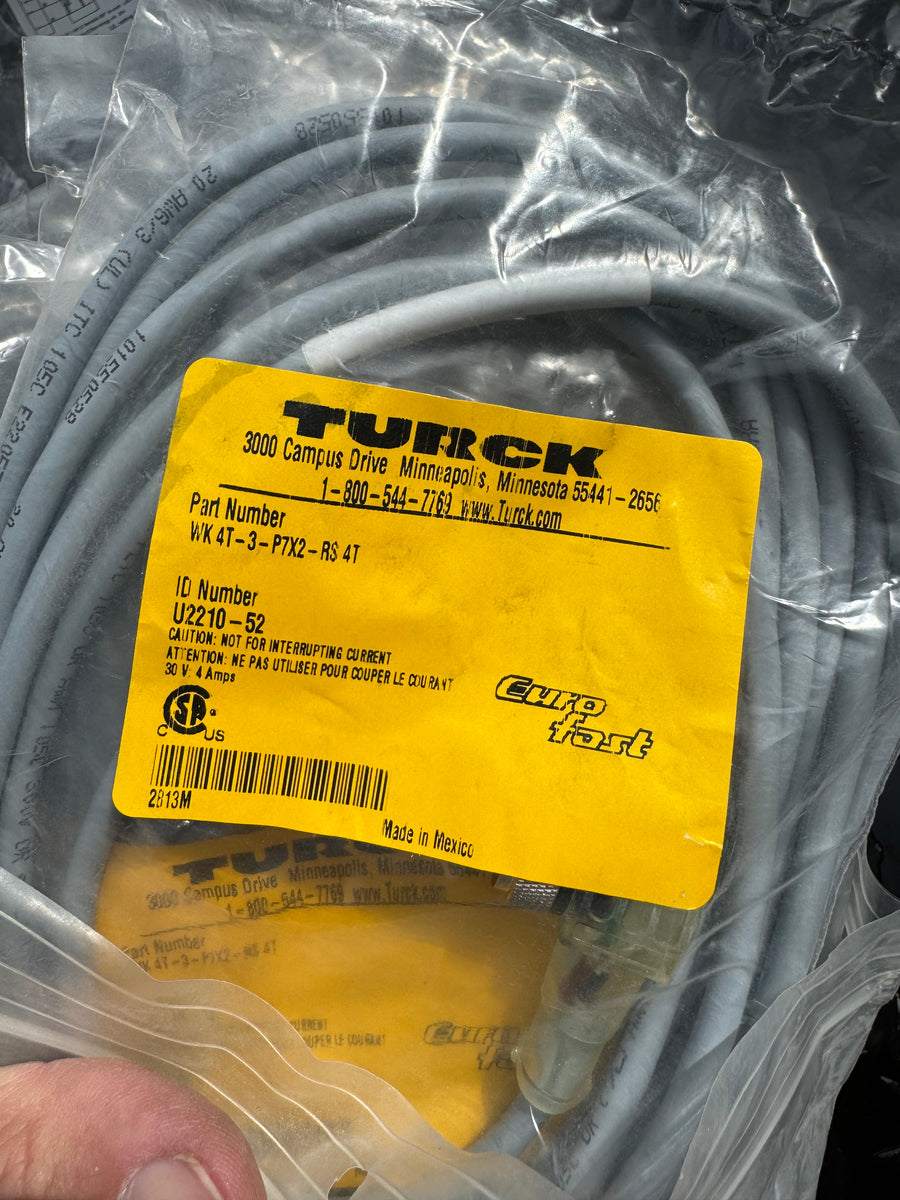 20 AWG/3 (UL) ITC
TURCK
3000 Campus Drive Minneapolis, Minnesota 55441-2656
1-800-544-7769 www.Turck.com
Part Number
WK 4T-3-P7X2-RS 4T
ID Number
U2210-52
CAUTION: NOT FOR INTERRUPTING CURRENT
ATTENTION: NE PAS UTILISER POUR COUPER LE COURANT
30 V: 4 Amps
C SA US
Euro
fast
2813M
Made in Mexico
TURCK
3000 Campus Drive Minneapolis, Minnesota
1-800-544-7769 www.Turck.com
Part Number
WK 4T-3-P7X2-RS 4T
CURRENT
COUPER LE COURANT
Euro